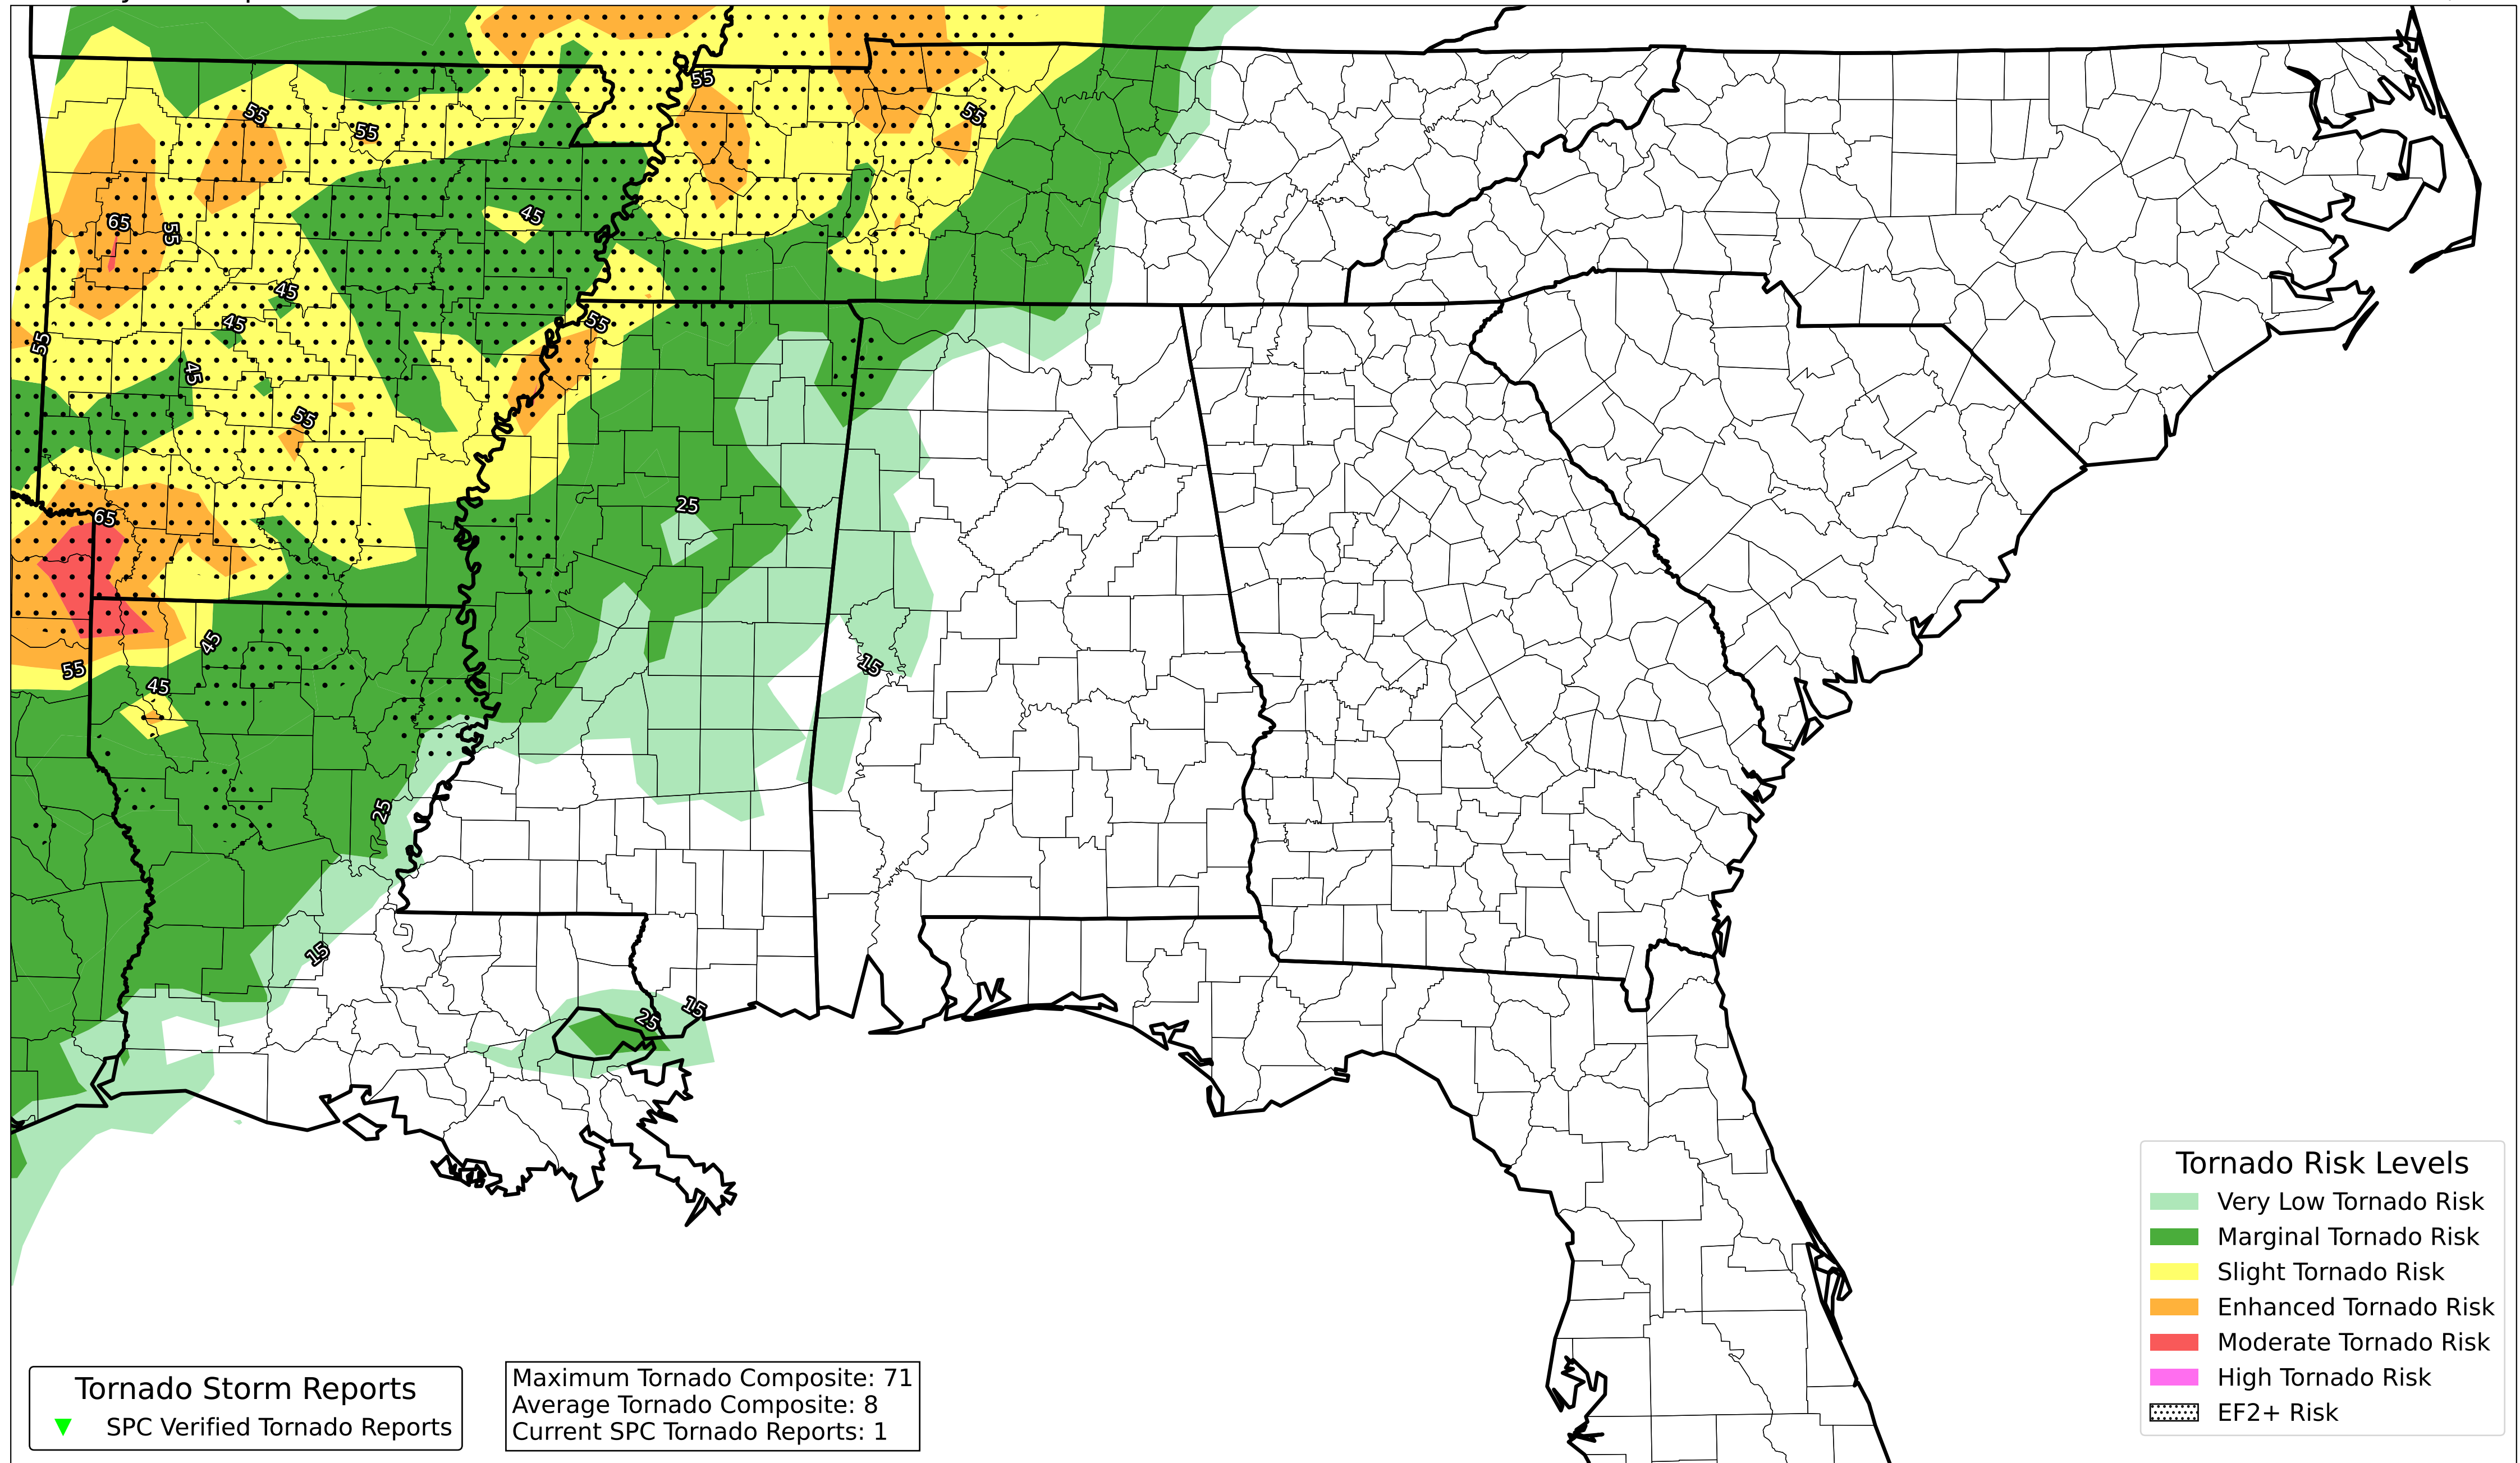 55
55
55
55
65
55
45
45
45
55
55
45
55
25
65
45
15
55
45
25
15
15
25
Tornado Risk Levels
Very Low Tornado Risk
Marginal Tornado Risk
Slight Tornado Risk
Enhanced Tornado Risk
Moderate Tornado Risk
High Tornado Risk
EF2+ Risk
Tornado Storm Reports
SPC Verified Tornado Reports
Maximum Tornado Composite: 71
Average Tornado Composite: 8
Current SPC Tornado Reports: 1